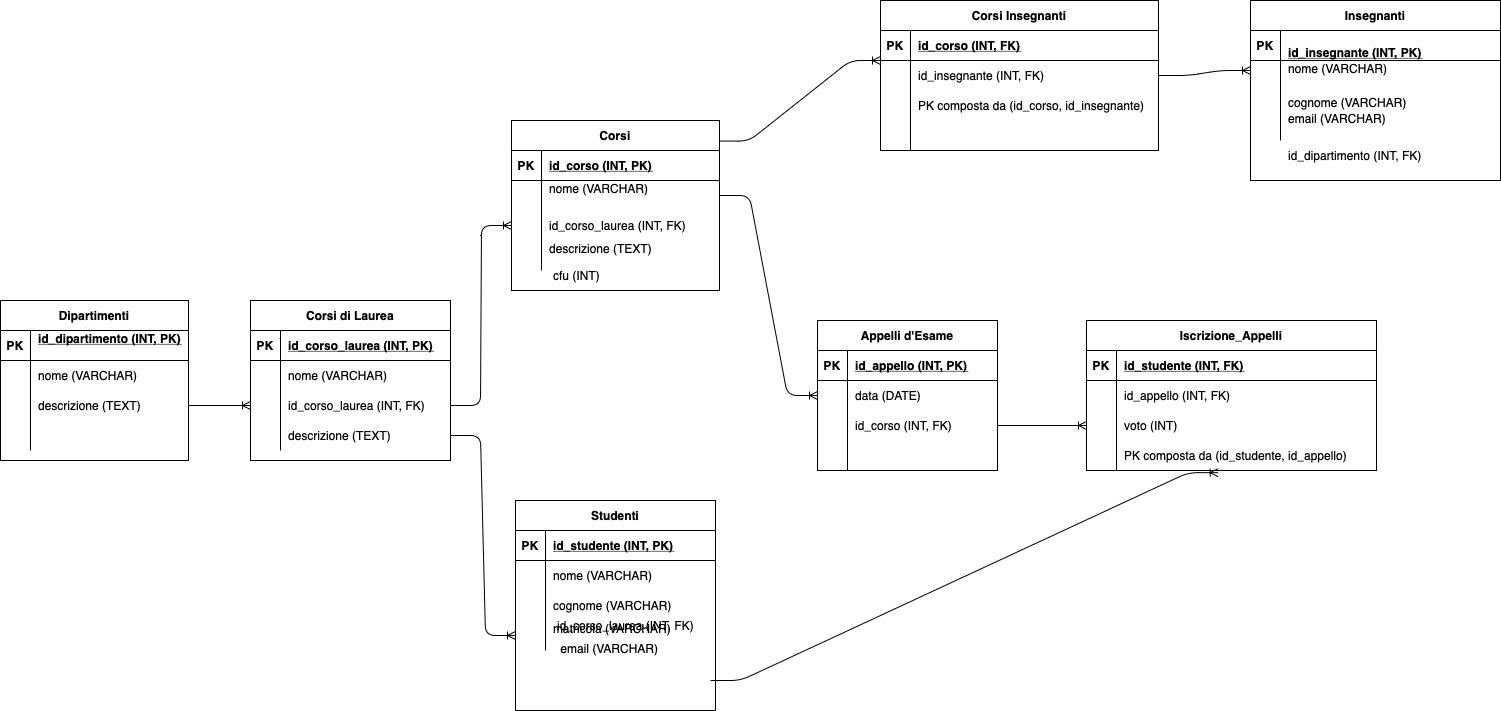 Dipartimenti
PK
id_dipartimento (INT, PK)
nome (VARCHAR)
descrizione (TEXT)
Corsi di Laurea
PK
id_corso_laurea (INT, PK)
nome (VARCHAR)
id_corso_laurea (INT, FK)
descrizione (TEXT)
Corsi
PK
id_corso (INT, PK)
nome (VARCHAR)
id_corso_laurea (INT, FK)
descrizione (TEXT)
cfu (INT)
Studenti
PK
id_studente (INT, PK)
nome (VARCHAR)
cognome (VARCHAR)
id_corso_laurea (INT, FK)
matricola (VARCHAR)
email (VARCHAR)
Corsi Insegnanti
PK
id_corso (INT, FK)
id_insegnante (INT, FK)
PK composta da (id_corso, id_insegnante)
Insegnanti
PK
id_insegnante (INT, PK)
nome (VARCHAR)
cognome (VARCHAR)
email (VARCHAR)
id_dipartimento (INT, FK)
Appelli d'Esame
PK
id_appello (INT, PK)
data (DATE)
id_corso (INT, FK)
Iscrizione_Appelli
PK
id_studente (INT, FK)
id_appello (INT, FK)
voto (INT)
PK composta da (id_studente, id_appello)